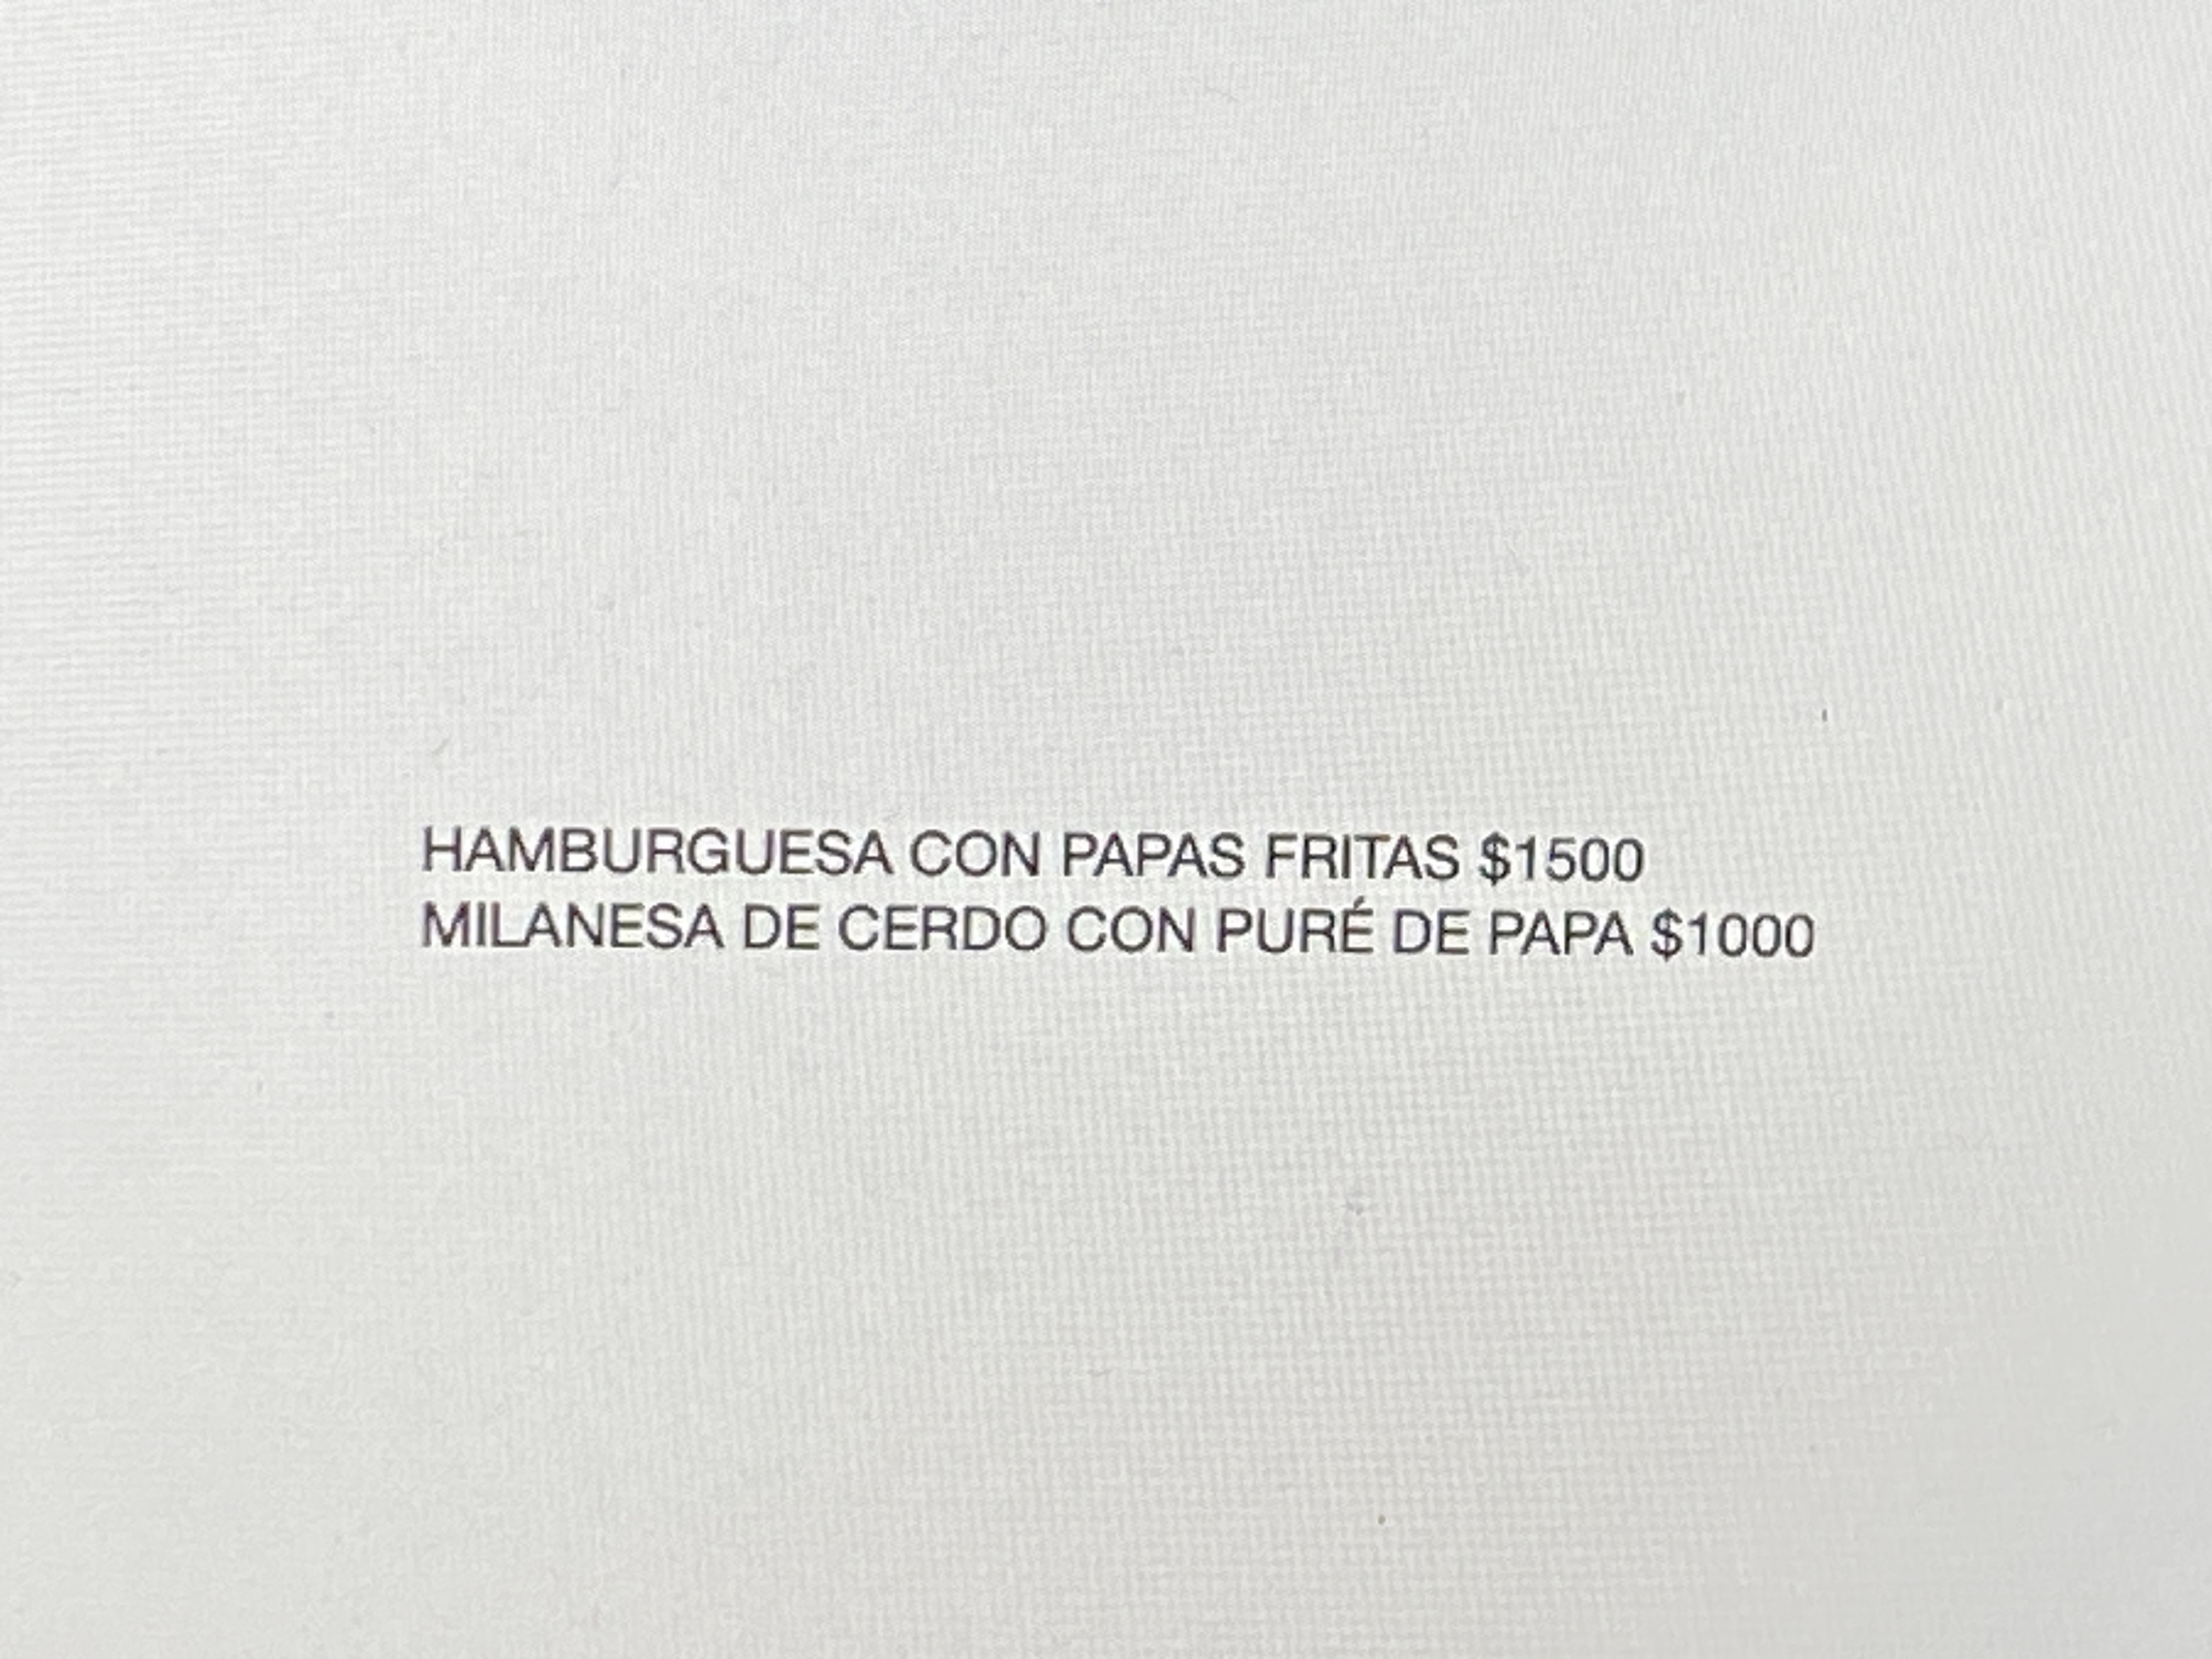 HAMBURGUESA CON PAPAS FRITAS $1500
MILANESA DE CERDO CON PURÉ DE PAPA $1000